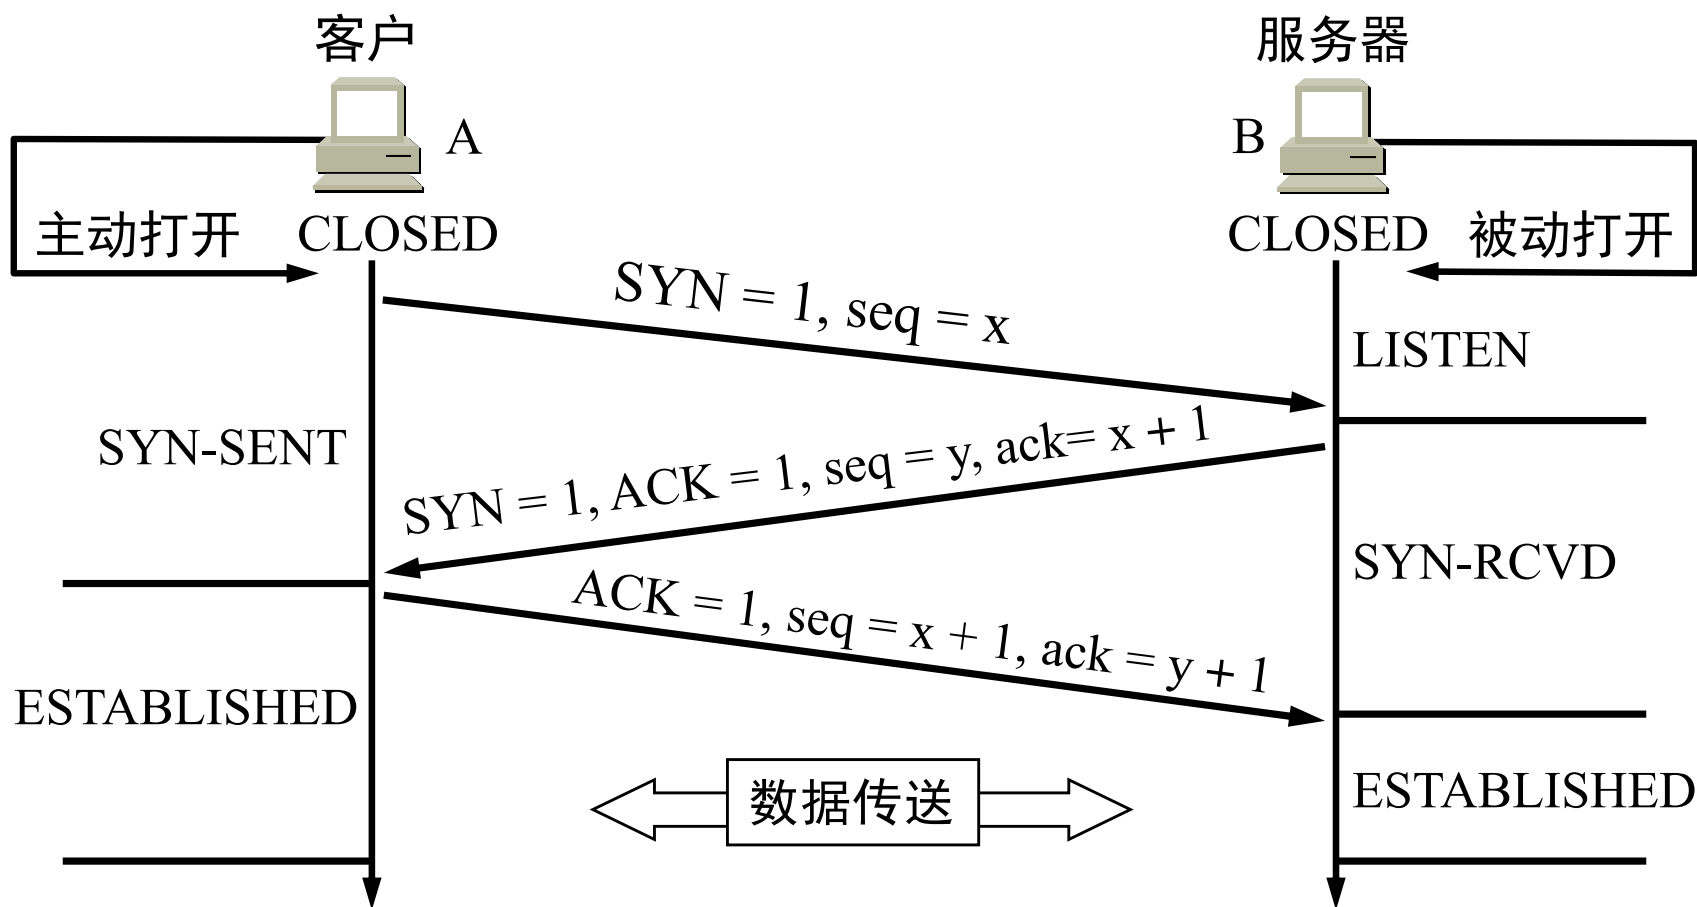 客户
服务器
A
B
主动打开
CLOSED
CLOSED
被动打开
SYN = 1, seq = x
LISTEN
SYN-SENT
SYN = 1, ACK = 1, seq = y, ack= x + 1
SYN-RCVD
ACK = 1, seq = x + 1, ack = y + 1
ESTABLISHED
数据传送
ESTABLISHED